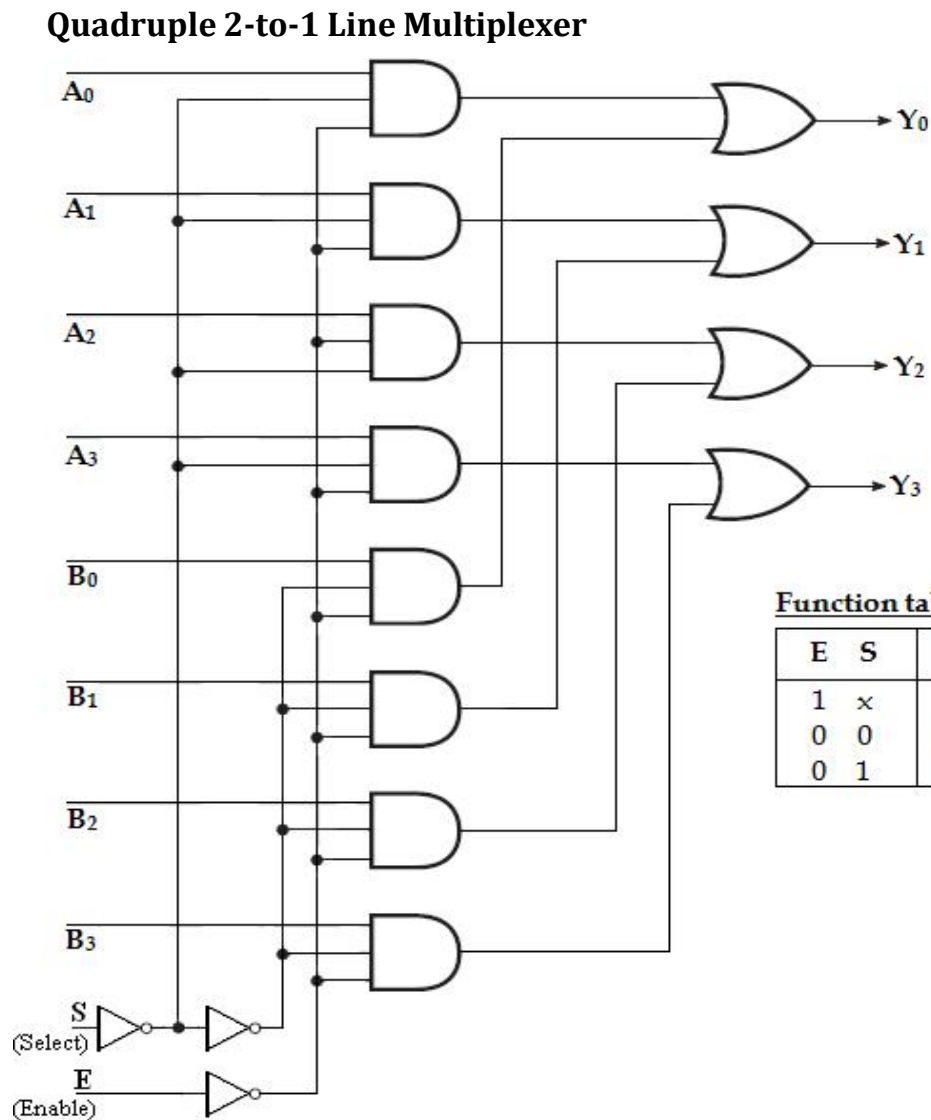 Quadruple 2-to-1 Line Multiplexer
A0
Y0
A1
Y1
A2
Y2
A3
Y3
B0
Function
E S
B1
1 x
0 0
0 1
B2
B3
S
(Select)
E
(Enable)